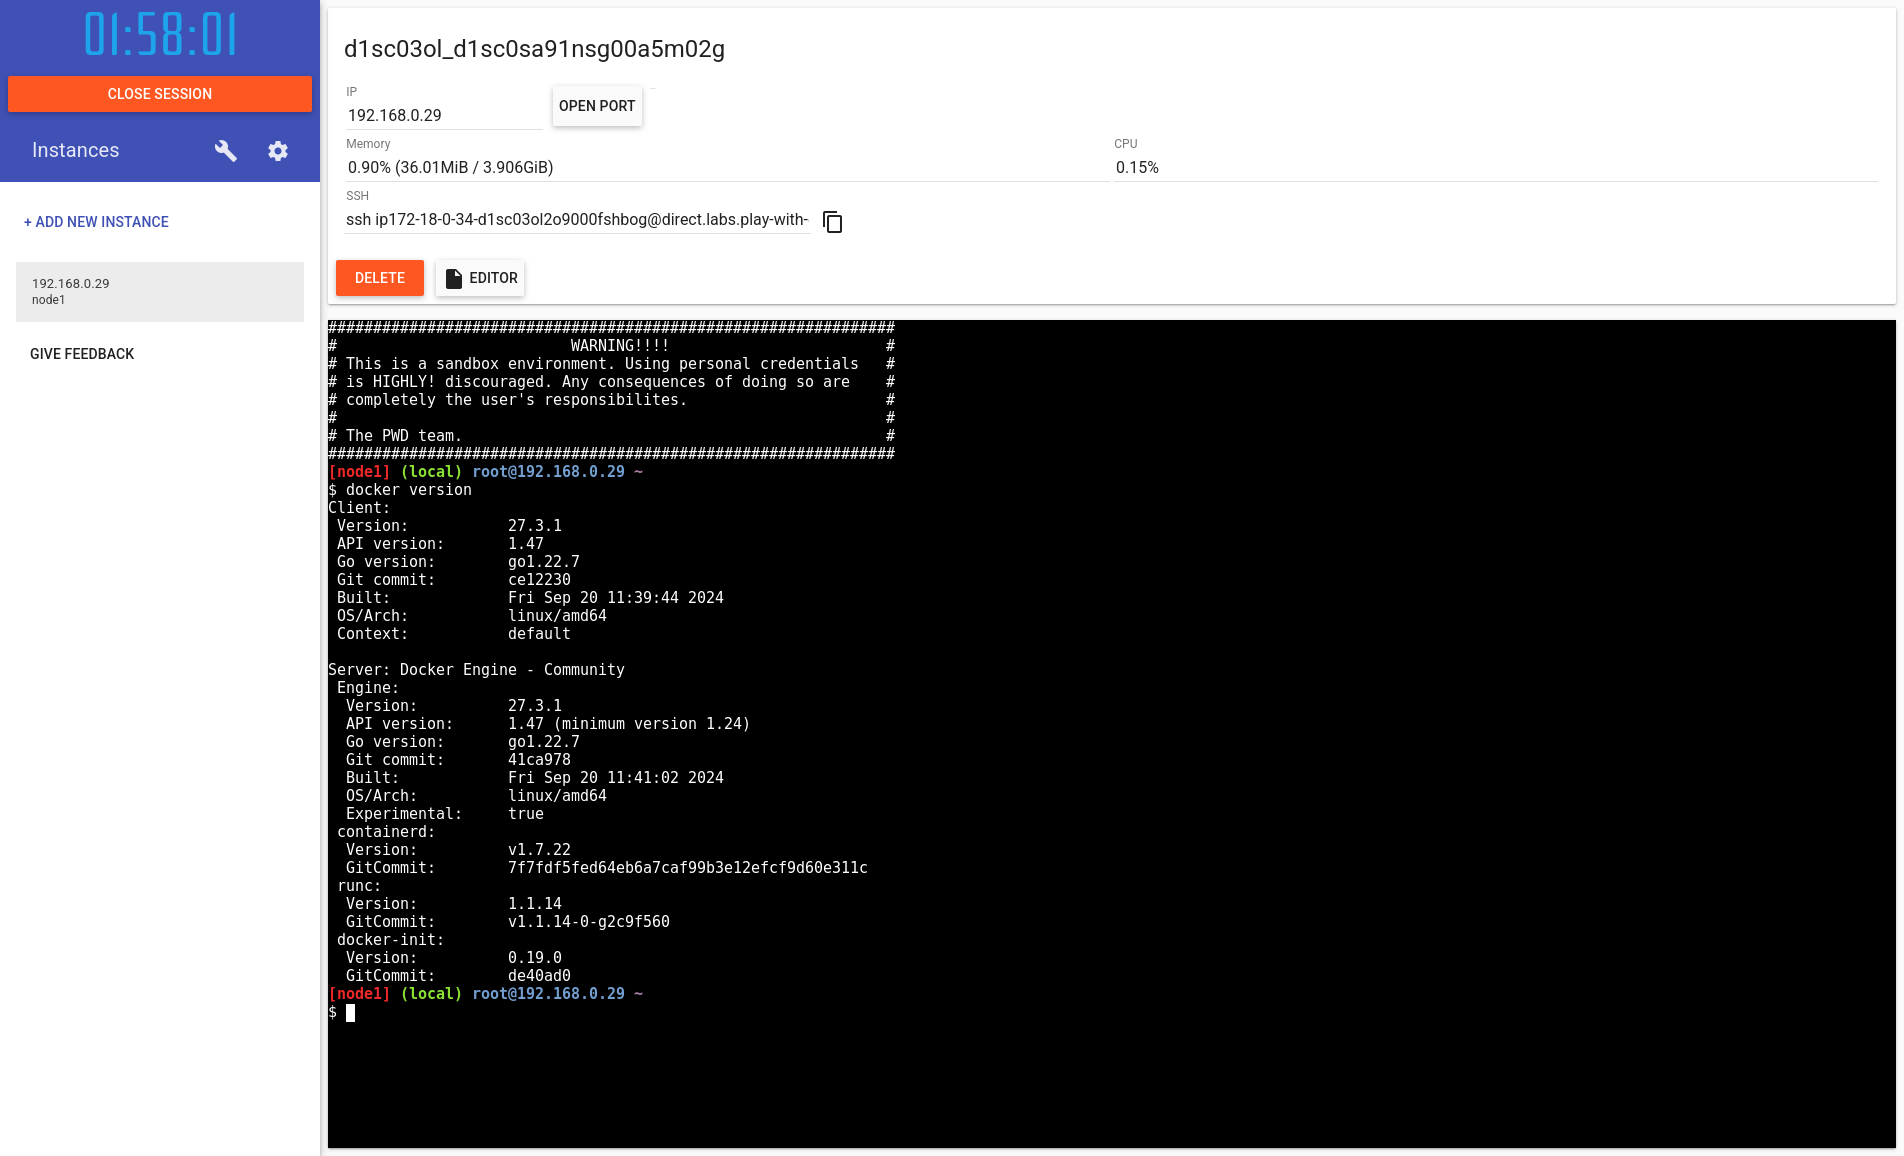 01:58:01
CLOSE SESSION
Instances
+ ADD NEW INSTANCE
192.168.0.29
node1
GIVE FEEDBACK
d1sc03ol_d1sc0sa91nsg00a5m02g
IP
192.168.0.29
OPEN PORT
Memory
0.90% (36.01MiB / 3.906GiB)
CPU
0.15%
SSH
ssh ip172-18-0-34-d1sc03ol2o9000fshbog@direct.labs.play-with-
DELETE
EDITOR
###############################################################
#                          WARNING!!!!                        #
# This is a sandbox environment. Using personal credentials   #
# is HIGHLY! discouraged. Any consequences of doing so are    #
# completely the user's responsibilites.                      #
#                                                             #
# The PWD team.                                               #
###############################################################
[node1] (local) root@192.168.0.29 ~
$ docker version
Client:
 Version:           27.3.1
 API version:       1.47
 Go version:        go1.22.7
 Git commit:        ce12230
 Built:             Fri Sep 20 11:39:44 2024
 OS/Arch:           linux/amd64
 Context:           default

Server: Docker Engine - Community
 Engine:
  Version:          27.3.1
  API version:      1.47 (minimum version 1.24)
  Go version:       go1.22.7
  Git commit:       41ca978
  Built:            Fri Sep 20 11:41:02 2024
  OS/Arch:          linux/amd64
  Experimental:     true
 containerd:
  Version:          v1.7.22
  GitCommit:        7f7fdf5fed64eb6a7caf99b3e12efcf9d60e311c
 runc:
  Version:          1.1.14
  GitCommit:        v1.1.14-0-g2c9f560
 docker-init:
  Version:          0.19.0
  GitCommit:        de40ad0
[node1] (local) root@192.168.0.29 ~
$